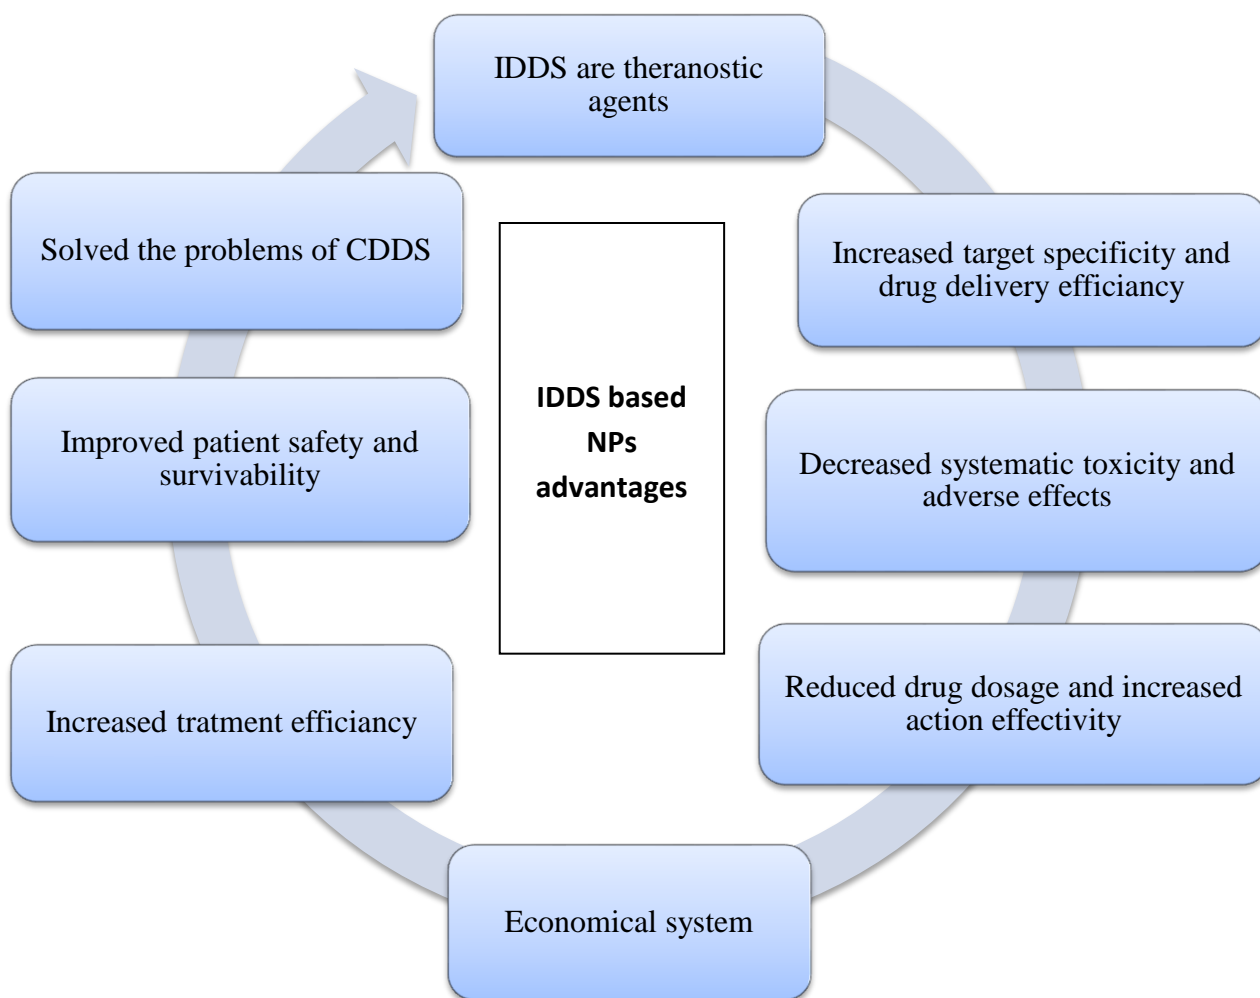 IDDS are theranostic
agents
Increased target specificity and
drug delivery efficiancy
Decreased systematic toxicity and
adverse effects
Reduced drug dosage and increased
action effectivity
Economical system
Increased tratment efficiancy
Improved patient safety and
survivability
Solved the problems of CDDS
IDDS based
NPs
advantages